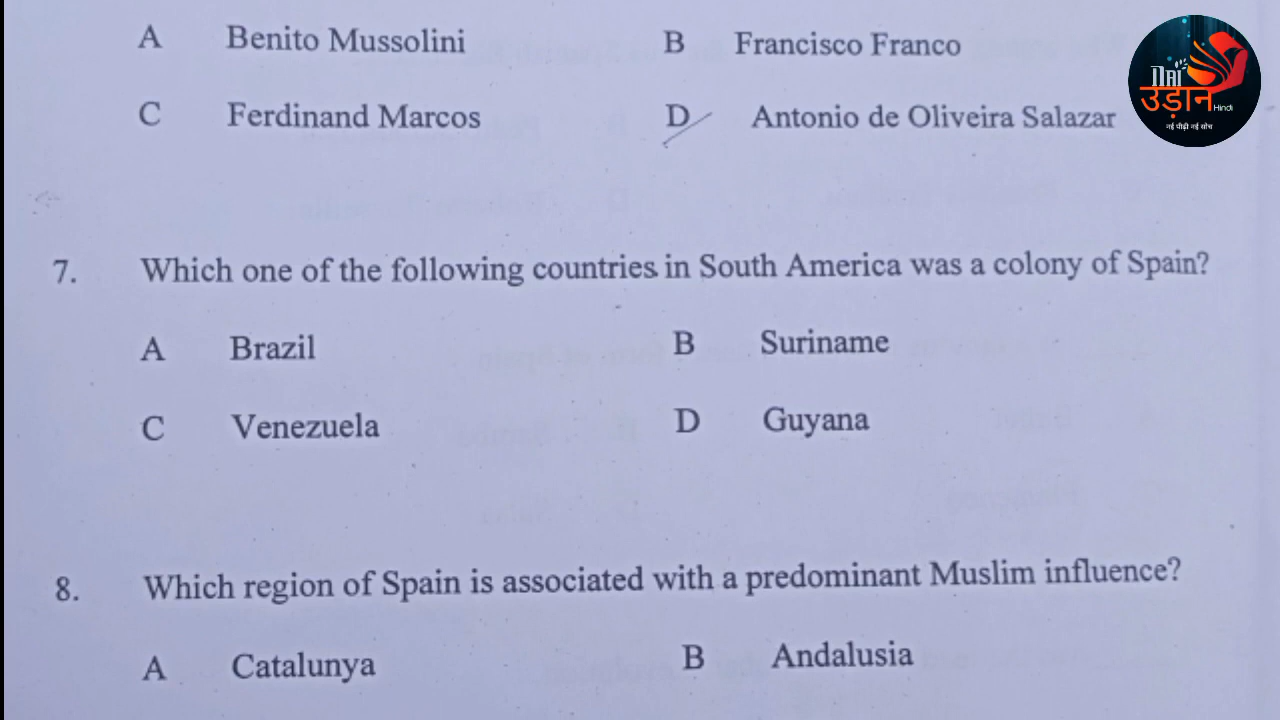 A Benito Mussolini B Francisco Franco
C Ferdinand Marcos D Antonio de Oliveira Salazar
nai उड़ान Hindi
नई पीढ़ी नई सोच
7. Which one of the following countries in South America was a colony of Spain?
A Brazil B Suriname
C Venezuela D Guyana
8. Which region of Spain is associated with a predominant Muslim influence?
A Catalunya B Andalusia